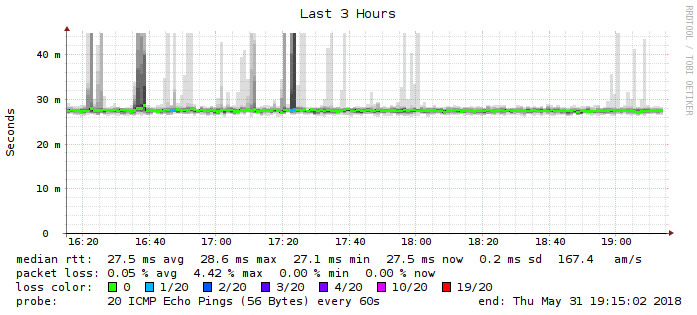 Last 3 Hours
RRDTOOL / TOBI OETIKER
Seconds
40 m
30 m
20 m
10 m
0
16:20 16:40 17:00 17:20 17:40 18:00 18:20 18:40 19:00
median rtt: 27.5 ms avg 28.6 ms max 27.1 ms min 27.5 ms now 0.2 ms sd 167.4 am/s
packet loss: 0.05 % avg 4.42 % max 0.00 % min 0.00 % now
loss color: 0 1/20 2/20 3/20 4/20 10/20 19/20
probe: 20 ICMP Echo Pings (56 Bytes) every 60s end: Thu May 31 19:15:02 2018